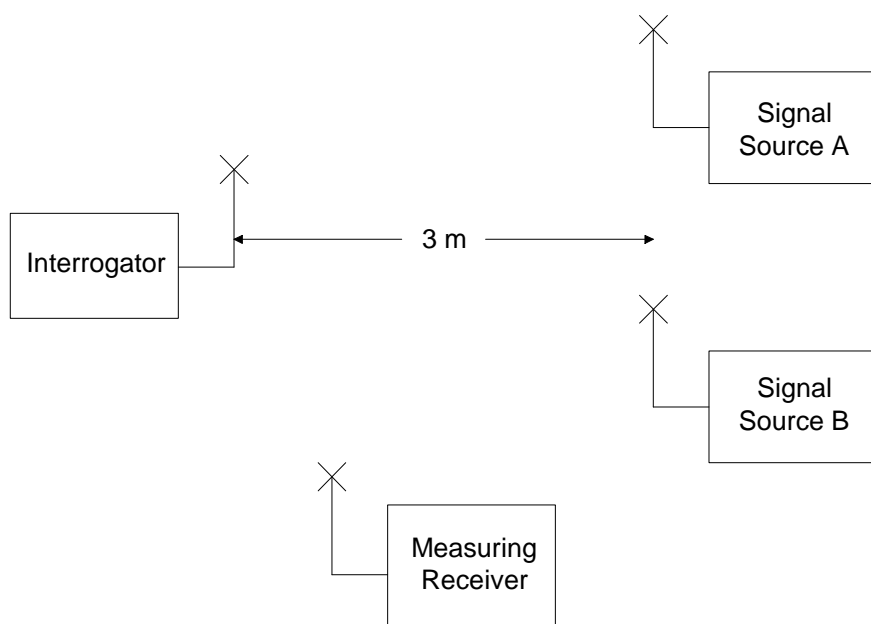 Signal
Source A
Interrogator
3 m
Signal
Source B
Measuring
Receiver